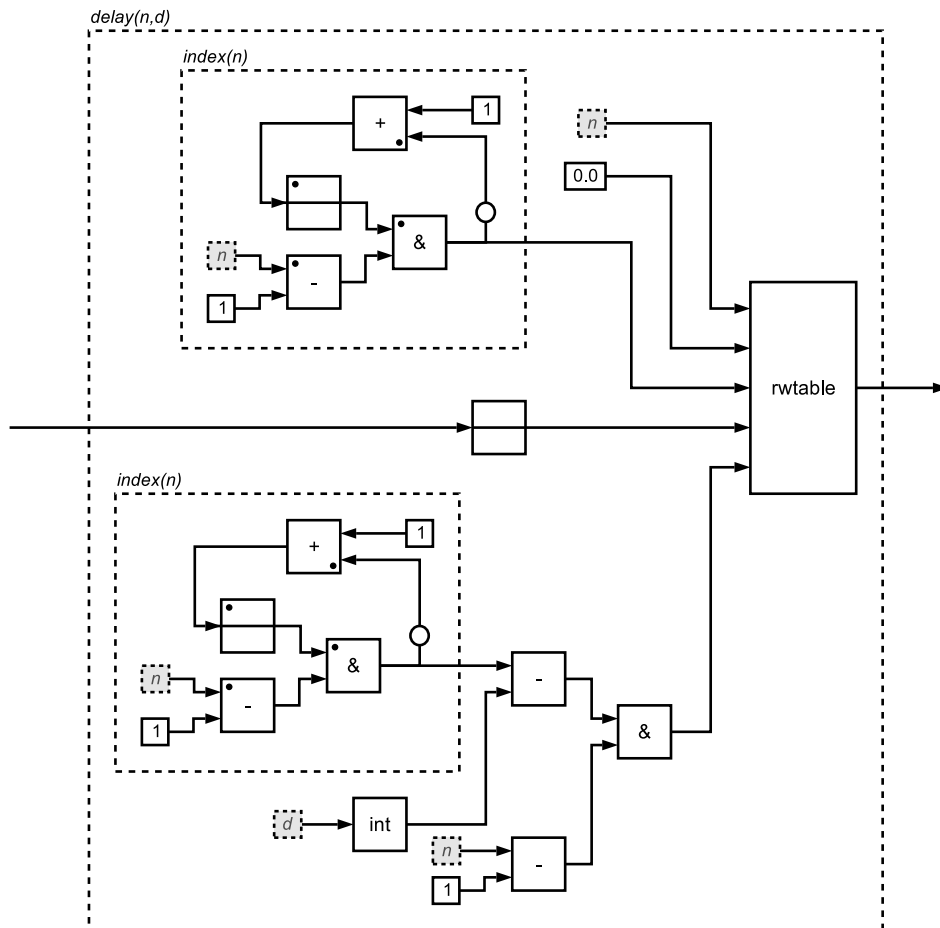 delay(n,d)
index(n)
+
1
n
0.0
&
n
-
1
rwtable
index(n)
+
1
&
n
-
1
-
&
d
int
n
-
1